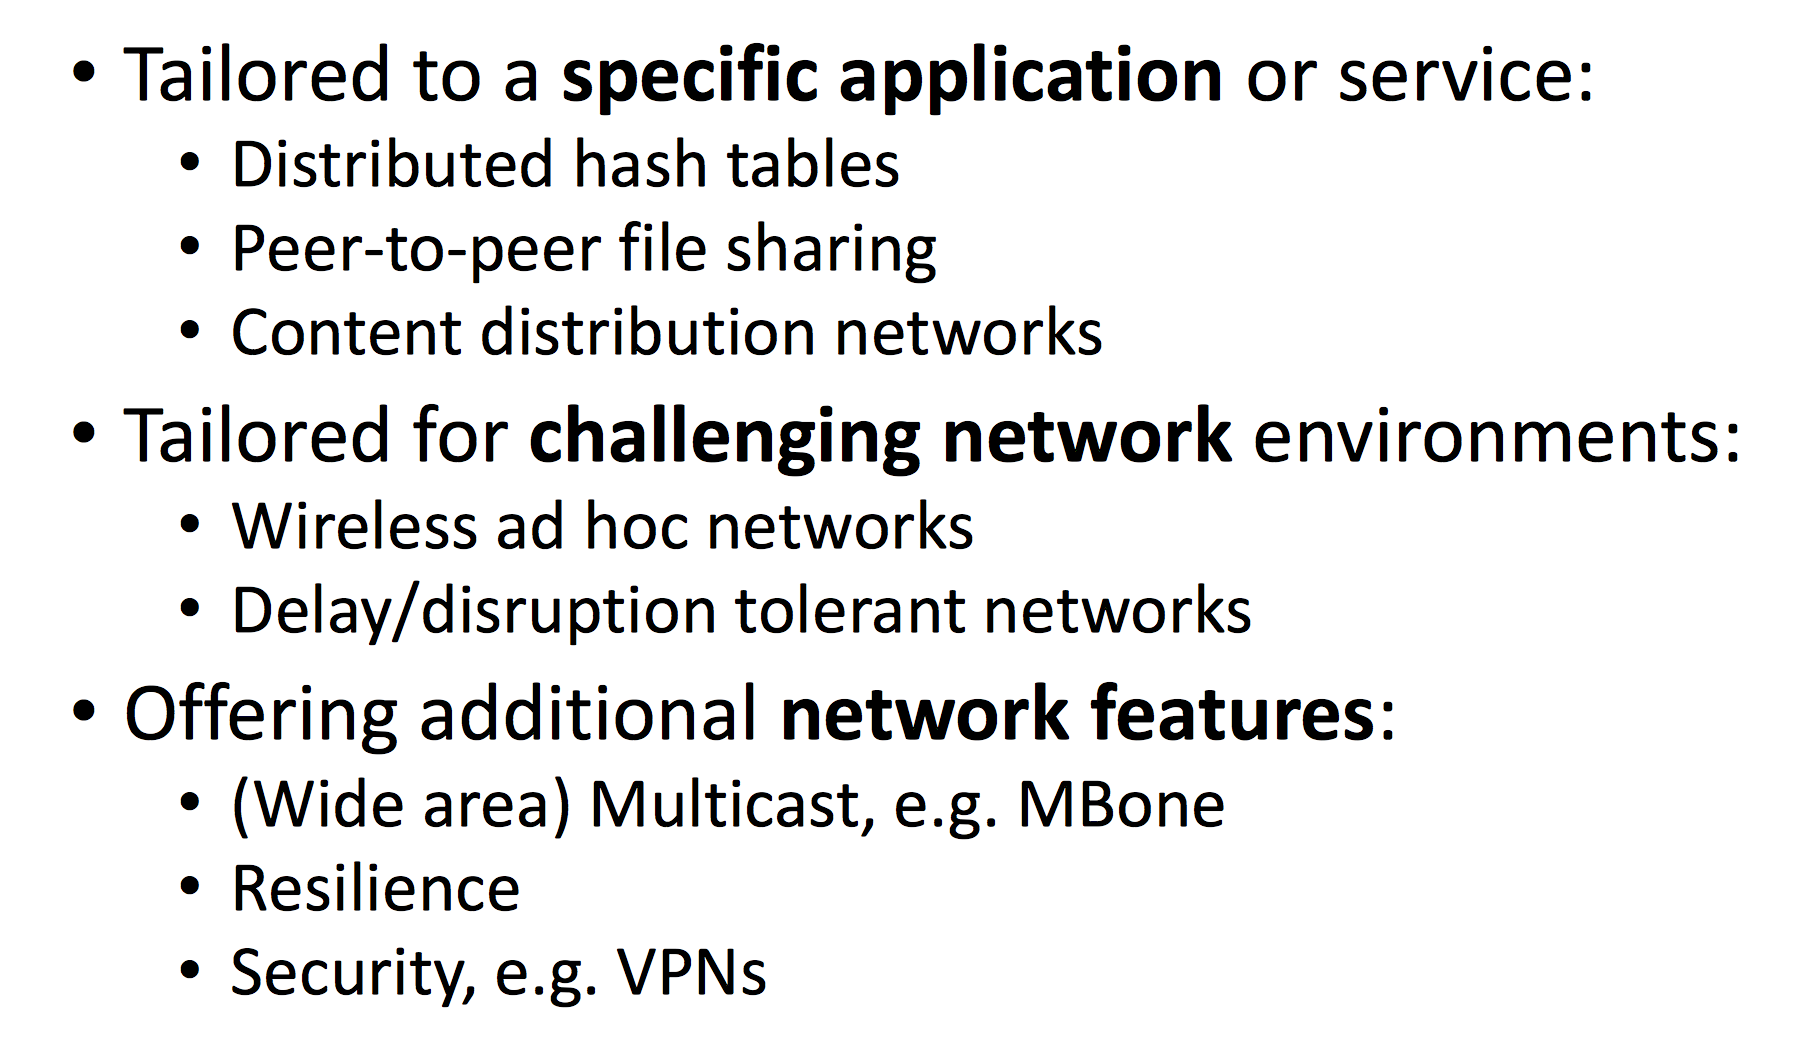 • Tailored to a specific application or service:
• Distributed hash tables
• Peer-to-peer file sharing
• Content distribution networks
• Tailored for challenging network environments:
• Wireless ad hoc networks
• Delay/disruption tolerant networks
• Offering additional network features:
• (Wide area) Multicast, e.g. MBone
• Resilience
• Security, e.g. VPNs